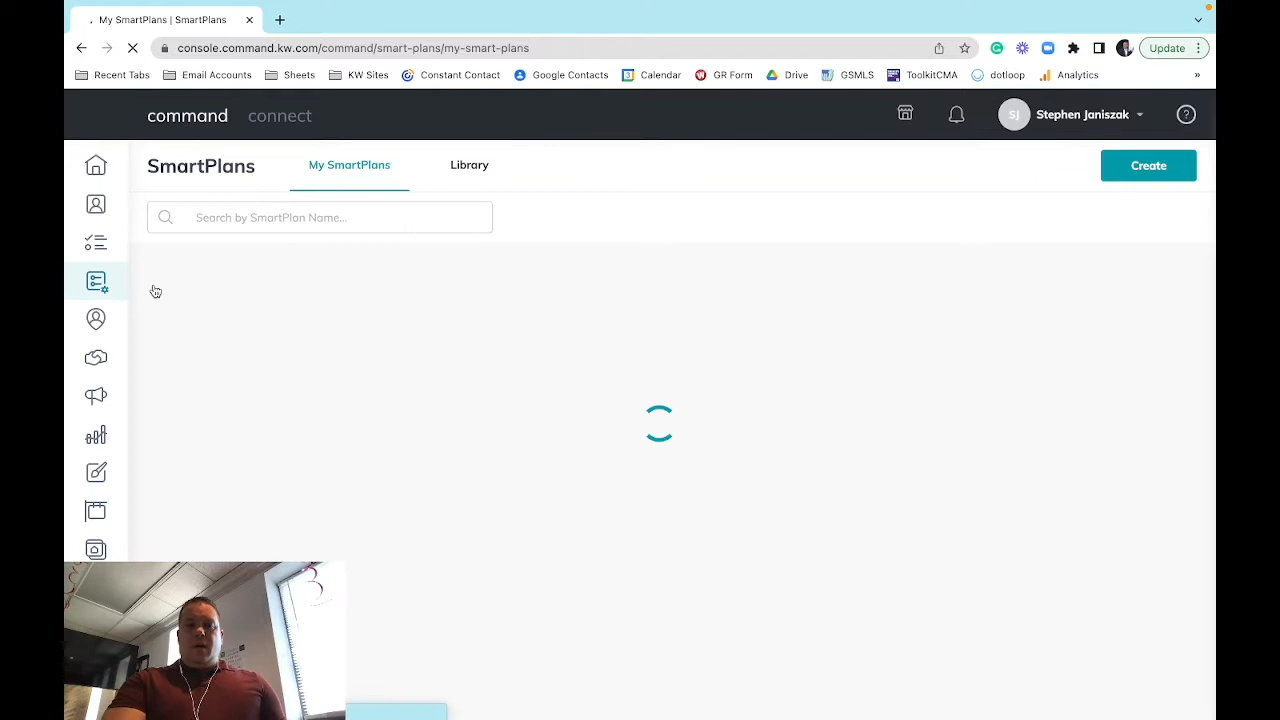 My SmartPlans | SmartPlans
console.command.kw.com/command/smart-plans/my-smart-plans
Update
Recent Tabs
Email Accounts
Sheets
KW Sites
Constant Contact
Google Contacts
Calendar
GR Form
Drive
GSMLS
ToolkitCMA
dotloop
Analytics
»
command
connect
SJ
Stephen Janiszak
SmartPlans
My SmartPlans
Library
Create
Search by SmartPlan Name...